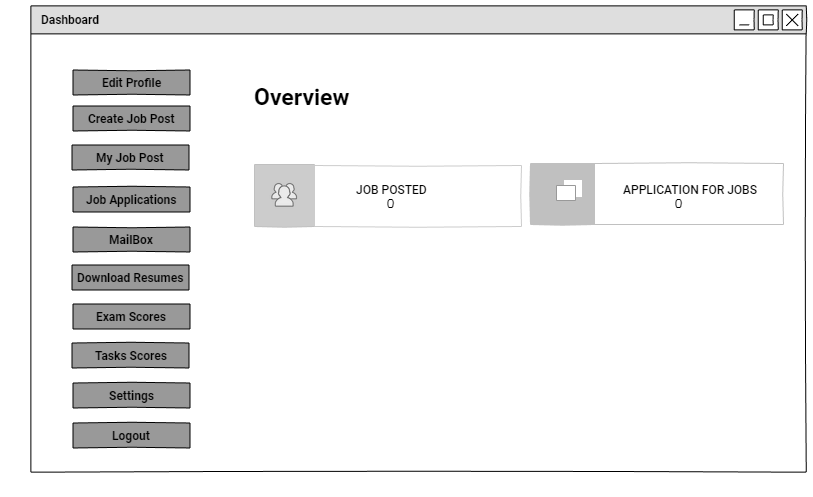 Dashboard
Edit Profile
Create Job Post
My Job Post
Job Applications
MailBox
Download Resumes
Exam Scores
Tasks Scores
Settings
Logout
Overview
JOB POSTED
0
APPLICATION FOR JOBS
0